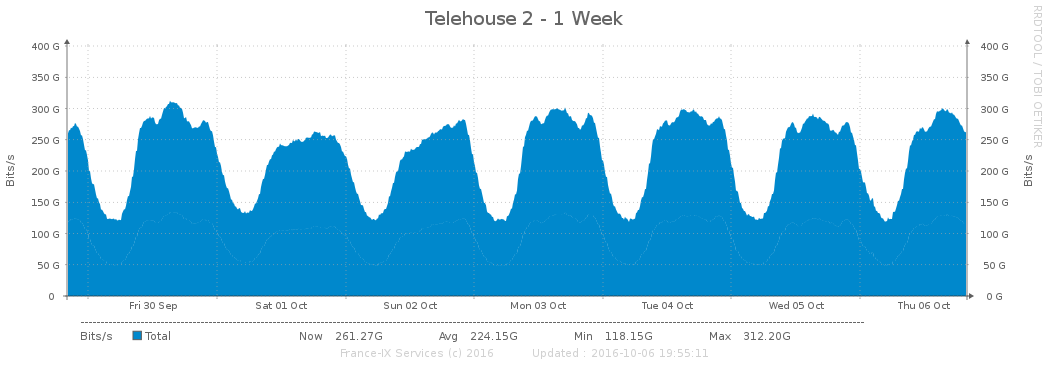 Telehouse 2 - 1 Week
RRDTOOL / TOBI OETIKER
Bits/s
400 G 400 G
350 G 350 G
300 G 300 G
250 G 250 G
200 G 200 G
150 G 150 G
100 G 100 G
50 G 50 G
0 0 G
Bits/s
Fri 30 Sep Sat 01 Oct Sun 02 Oct Mon 03 Oct Tue 04 Oct Wed 05 Oct Thu 06 Oct
Bits/s Total Now 261.27G Avg 224.15G Min 118.15G Max 312.20G
France-IX Services (c) 2016 Updated : 2016-10-06 19:55:11